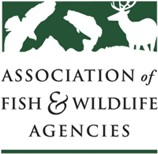 ASSOCIATION of
FISH & WILDLIFE
AGENCIES